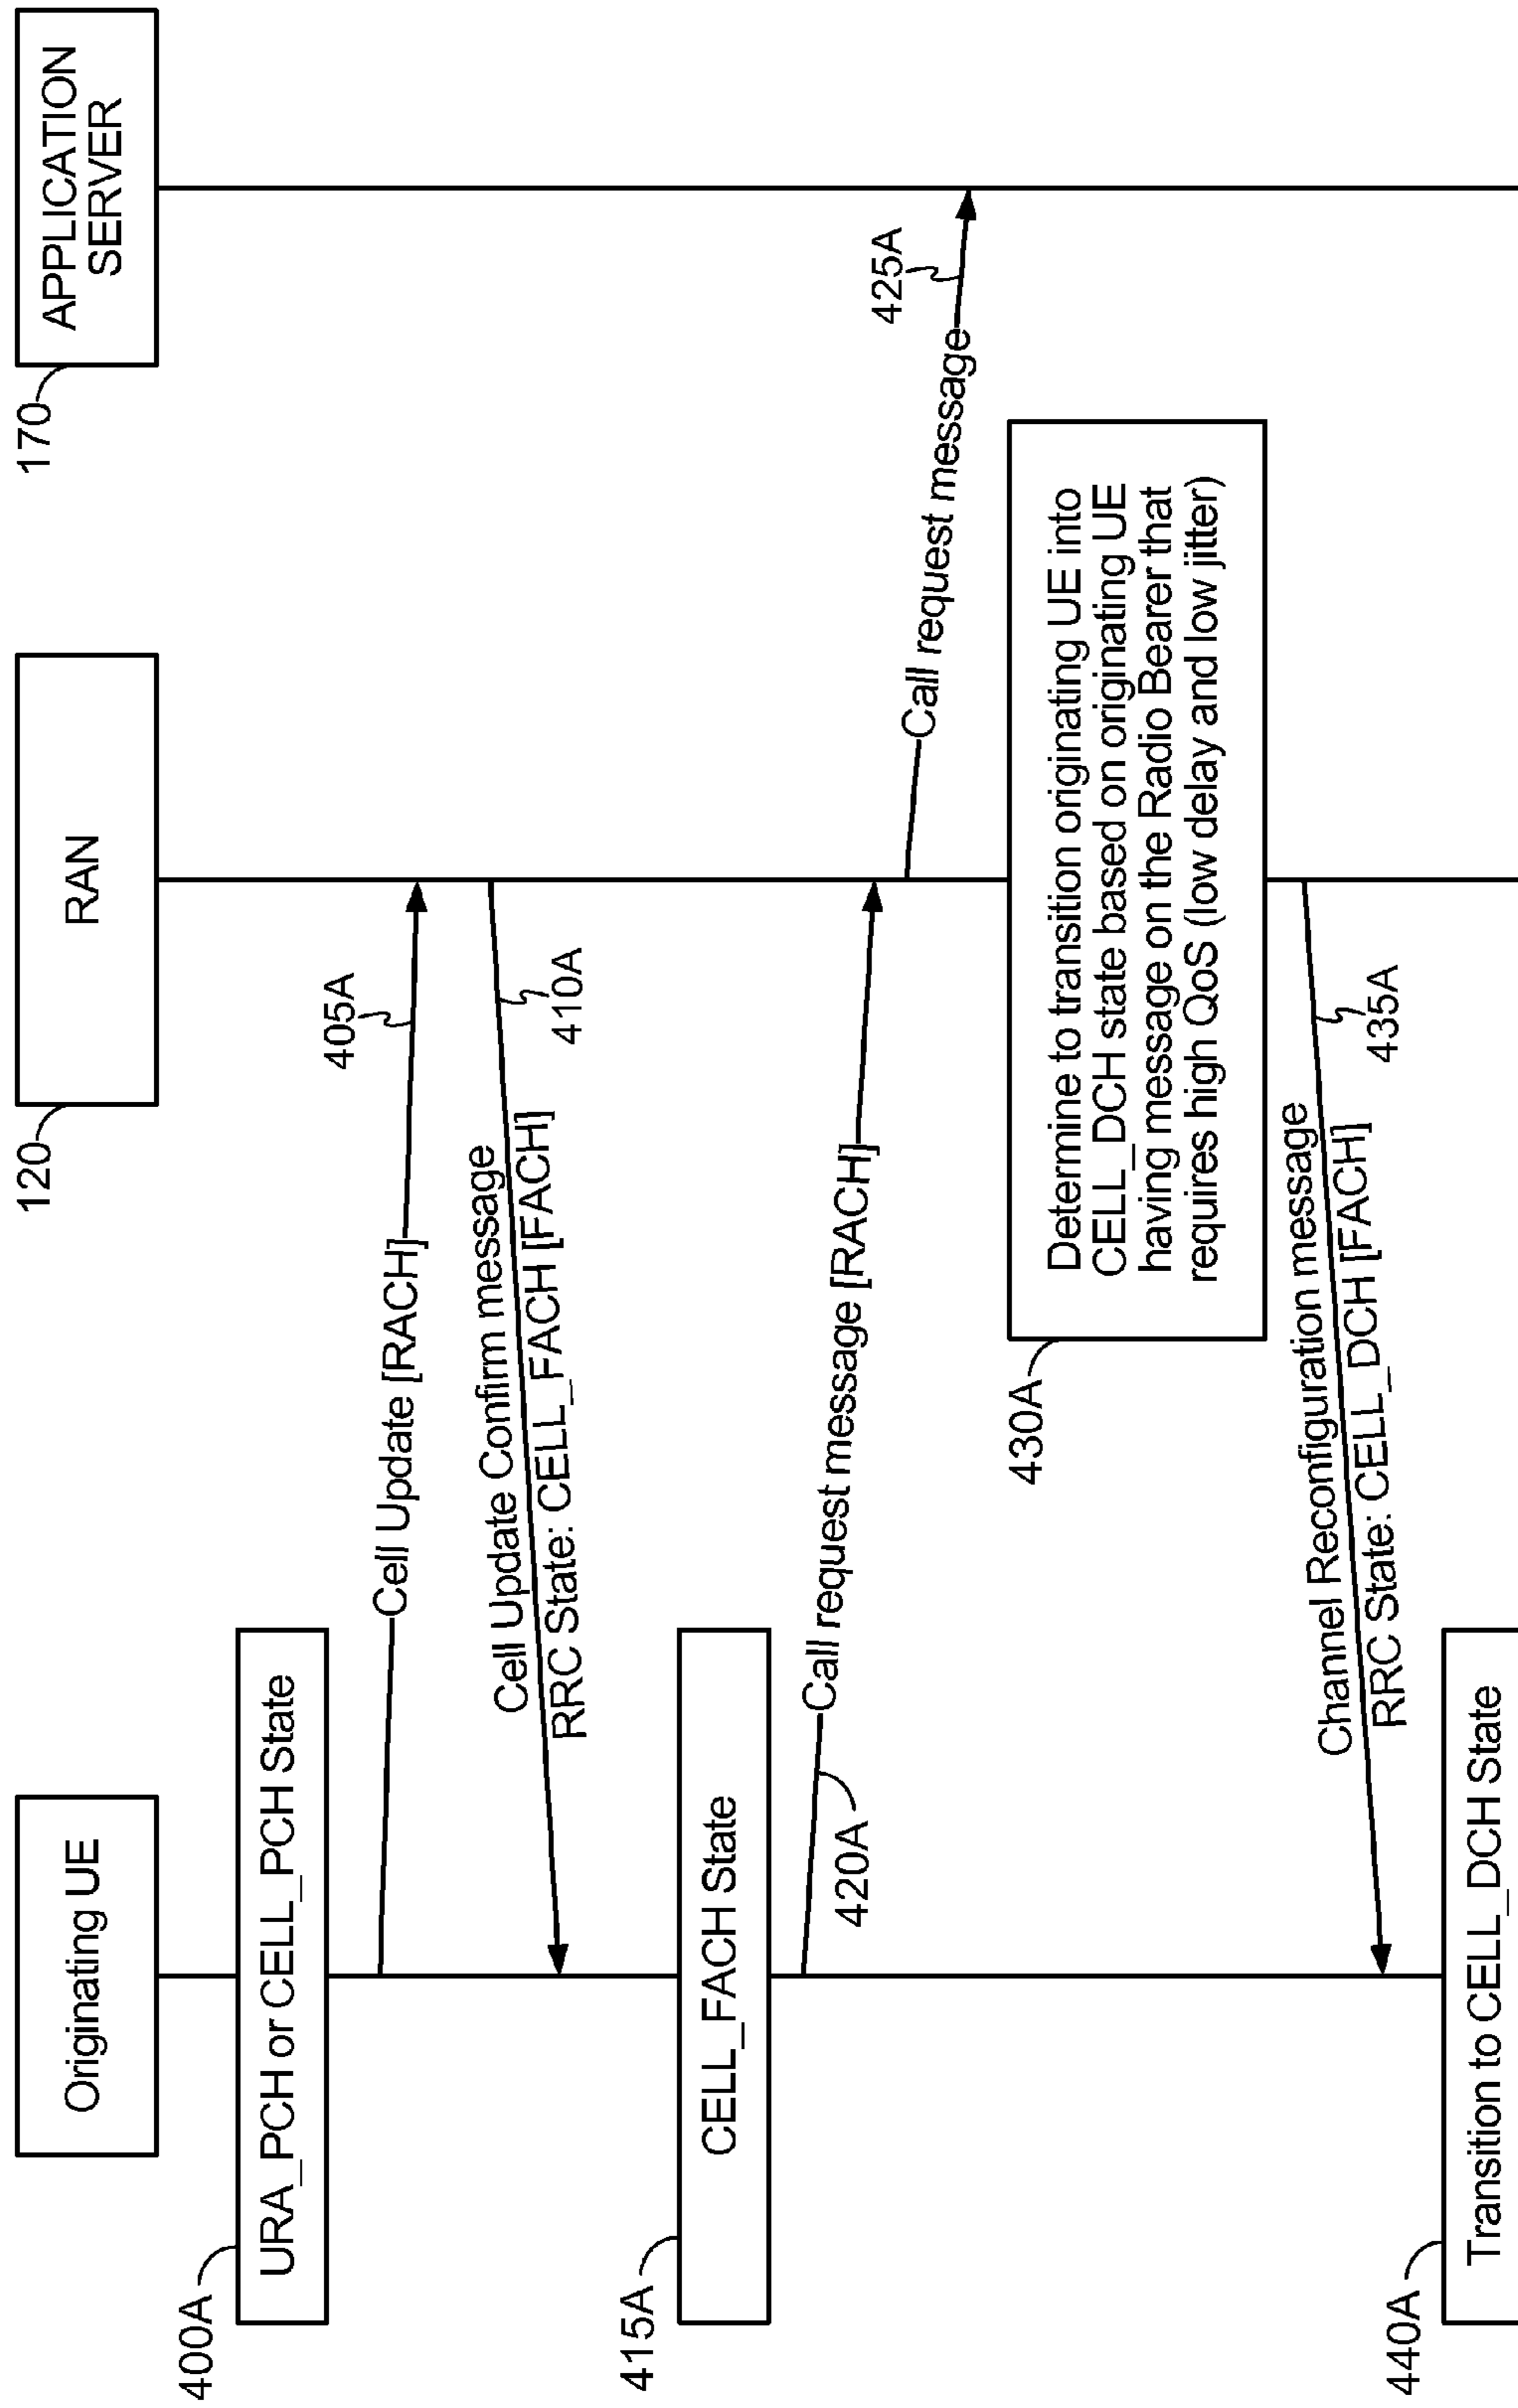 Originating UE
RAN
120
APPLICATION
SERVER
170
400A
URA_PCH or CELL_PCH State
Cell Update [RACH]
405A
Cell Update Confirm message
RRC State: CELL_FACH [FACH]
410A
415A
CELL_FACH State
Call request message [RACH]
420A
Call request message
425A
430A
Determine to transition originating UE into
CELL_DCH state based on originating UE
having message on the Radio Bearer that
requires high QoS (low delay and low jitter)
Channel Reconfiguration message
RRC State: CELL_DCH [FACH]
435A
440A
Transition to CELL_DCH State